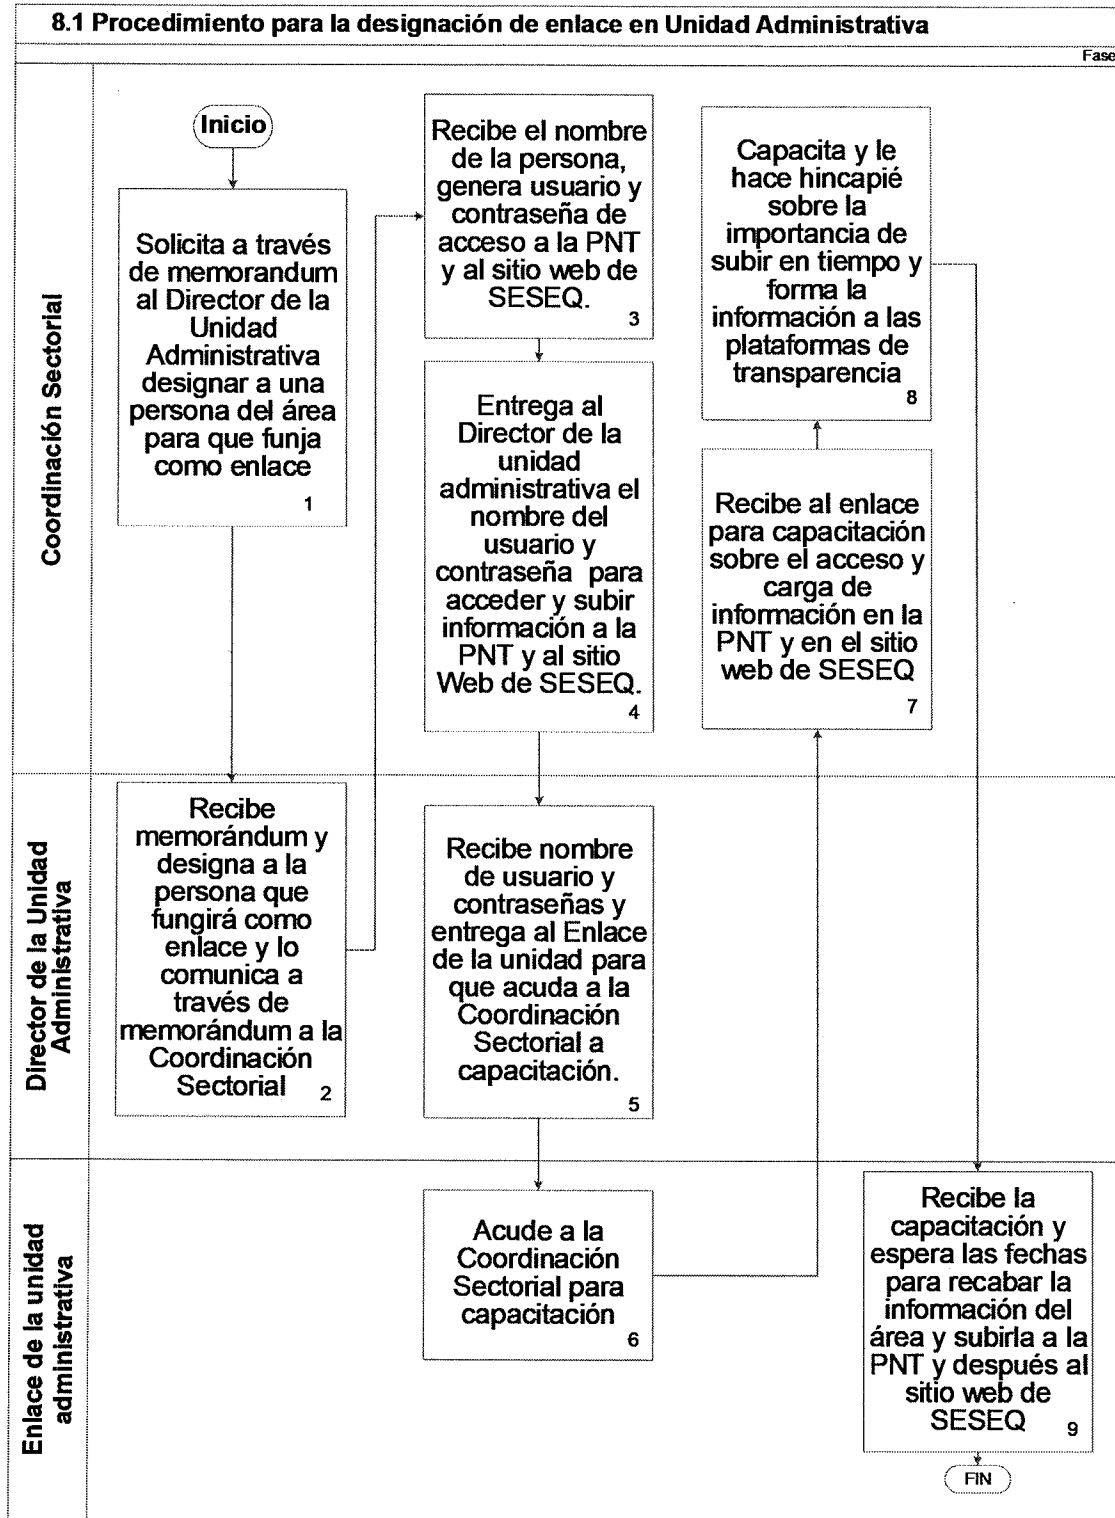 8.1 Procedimiento para la designación de enlace en Unidad Administrativa
Fase
Coordinación Sectorial
Inicio
Solicita a través
de memorandum
al Director de la
Unidad
Administrativa
designar a una
persona del área
para que funja
como enlace
1
Recibe el nombre
de la persona,
genera usuario y
contraseña de
acceso a la PNT
y al sitio web de
SESEQ.
3
Entrega al
Director de la
unidad
administrativa el
nombre del
usuario y
contraseña para
acceder y subir
información a la
PNT y al sitio
Web de SESEQ.
4
Capacita y le
hace hincapié
sobre la
importancia de
subir en tiempo y
forma la
información a las
plataformas de
transparencia
8
Recibe al enlace
para capacitación
sobre el acceso y
carga de
información en la
PNT y en el sitio
web de SESEQ
7
Director de la Unidad
Administrativa
Recibe
memorándum y
designa a la
persona que
fungirá como
enlace y lo
comunica a
través de
memorándum a la
Coordinación
Sectorial
2
Recibe nombre
de usuario y
contraseñas y
entrega al Enlace
de la unidad para
que acuda a la
Coordinación
Sectorial a
capacitación.
5
Enlace de la unidad
administrativa
Acude a la
Coordinación
Sectorial para
capacitación
6
Recibe la
capacitación y
espera las fechas
para recabar la
información del
área y subirla a la
PNT y después al
sitio web de
SESEQ
9
FIN